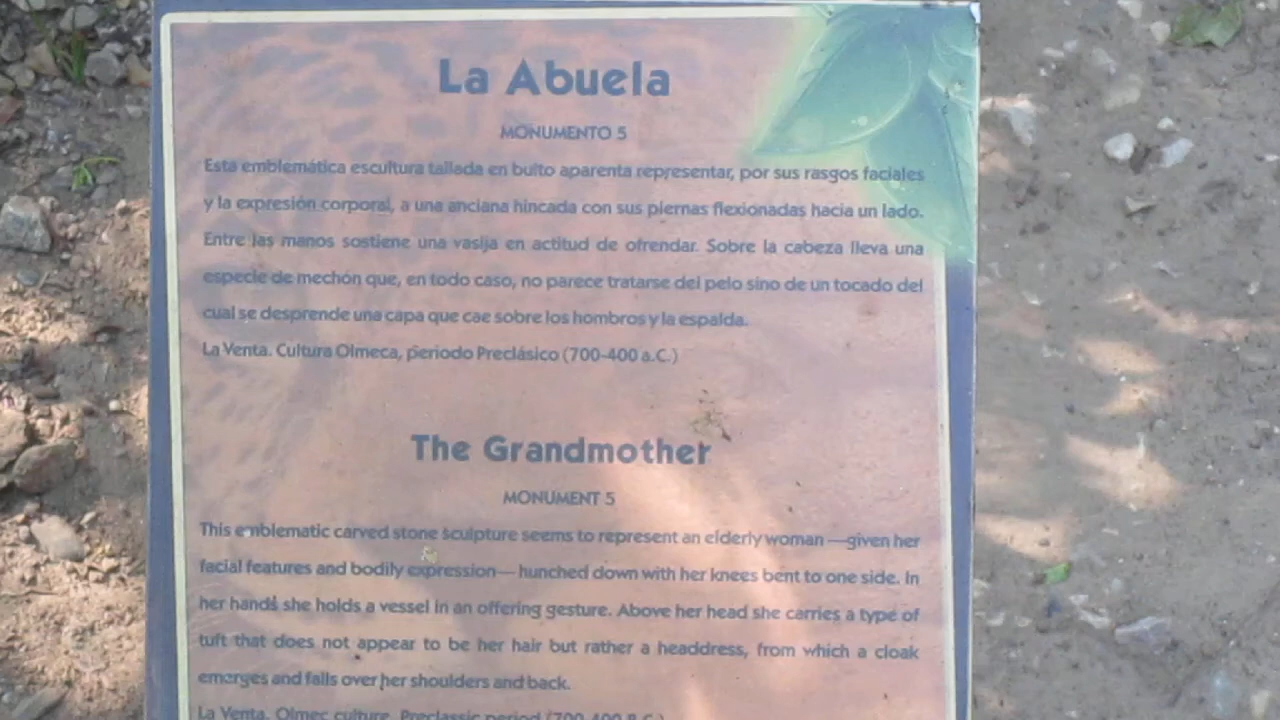 La Abuela
MONUMENTO 5
Esta emblemática escultura tallada en bulto aparenta representar, por sus rasgos faciales
y la expresión corporal, a una anciana hincada con sus piernas flexionadas hacia un lado.
Entre las manos sostiene una vasija en actitud de ofrendar. Sobre la cabeza lleva una
especie de mechón que, en todo caso, no parece tratarse del pelo sino de un tocado del
cual se desprende una capa que cae sobre los hombros y la espalda.
La Venta. Cultura Olmeca, periodo Preclásico (700-400 a.C.)
The Grandmother
MONUMENT 5
This emblematic carved stone sculpture seems to represent an elderly woman —given her
facial features and bodily expression— hunched down with her knees bent to one side. In
her hands she holds a vessel in an offering gesture. Above her head she carries a type of
tuft that does not appear to be her hair but rather a headdress, from which a cloak
emerges and falls over her shoulders and back.
La Venta. Olmec culture, Preclassic period (700-400 B.C.)